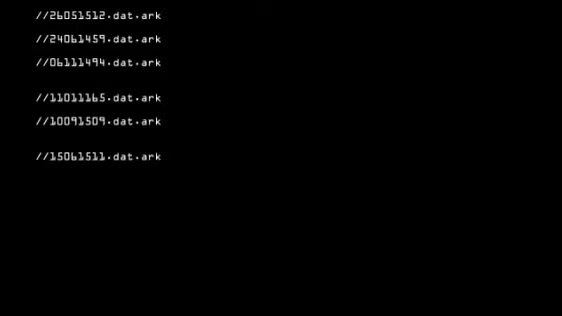 //26051512.dat.ark
//24061459.dat.ark
//06111494.dat.ark
//11011165.dat.ark
//10091509.dat.ark
//15061511.dat.ark